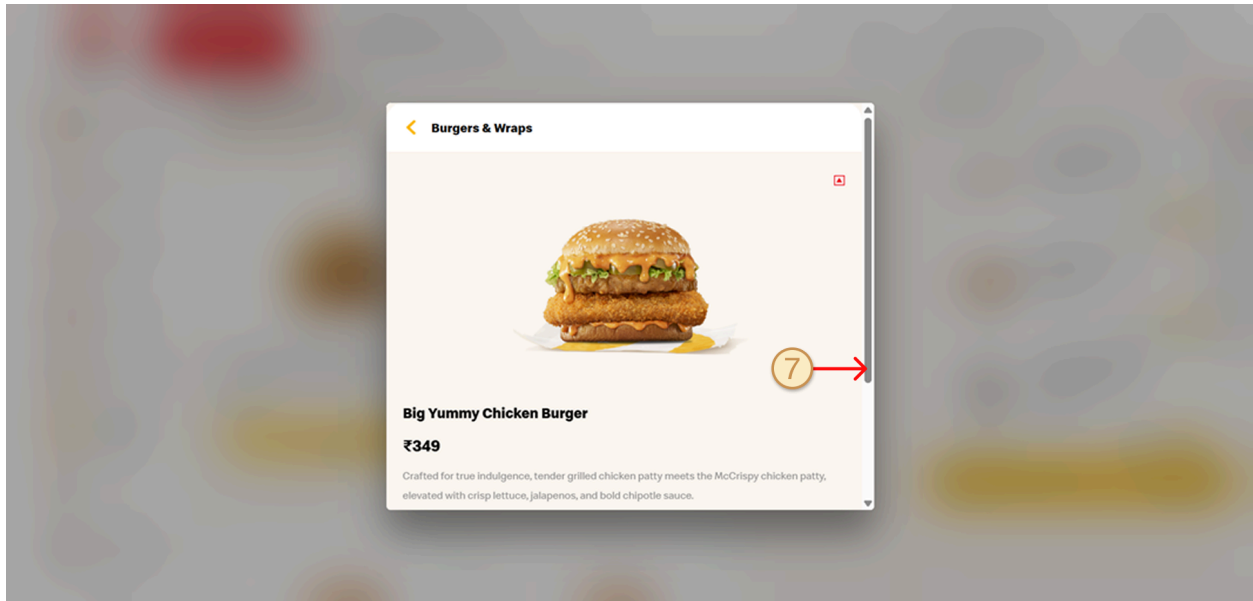 Burgers & Wraps
7
Big Yummy Chicken Burger
₹349
Crafted for true indulgence, tender grilled chicken patty meets the McCrispy chicken patty,
elevated with crisp lettuce, jalapenos, and bold chipotle sauce.